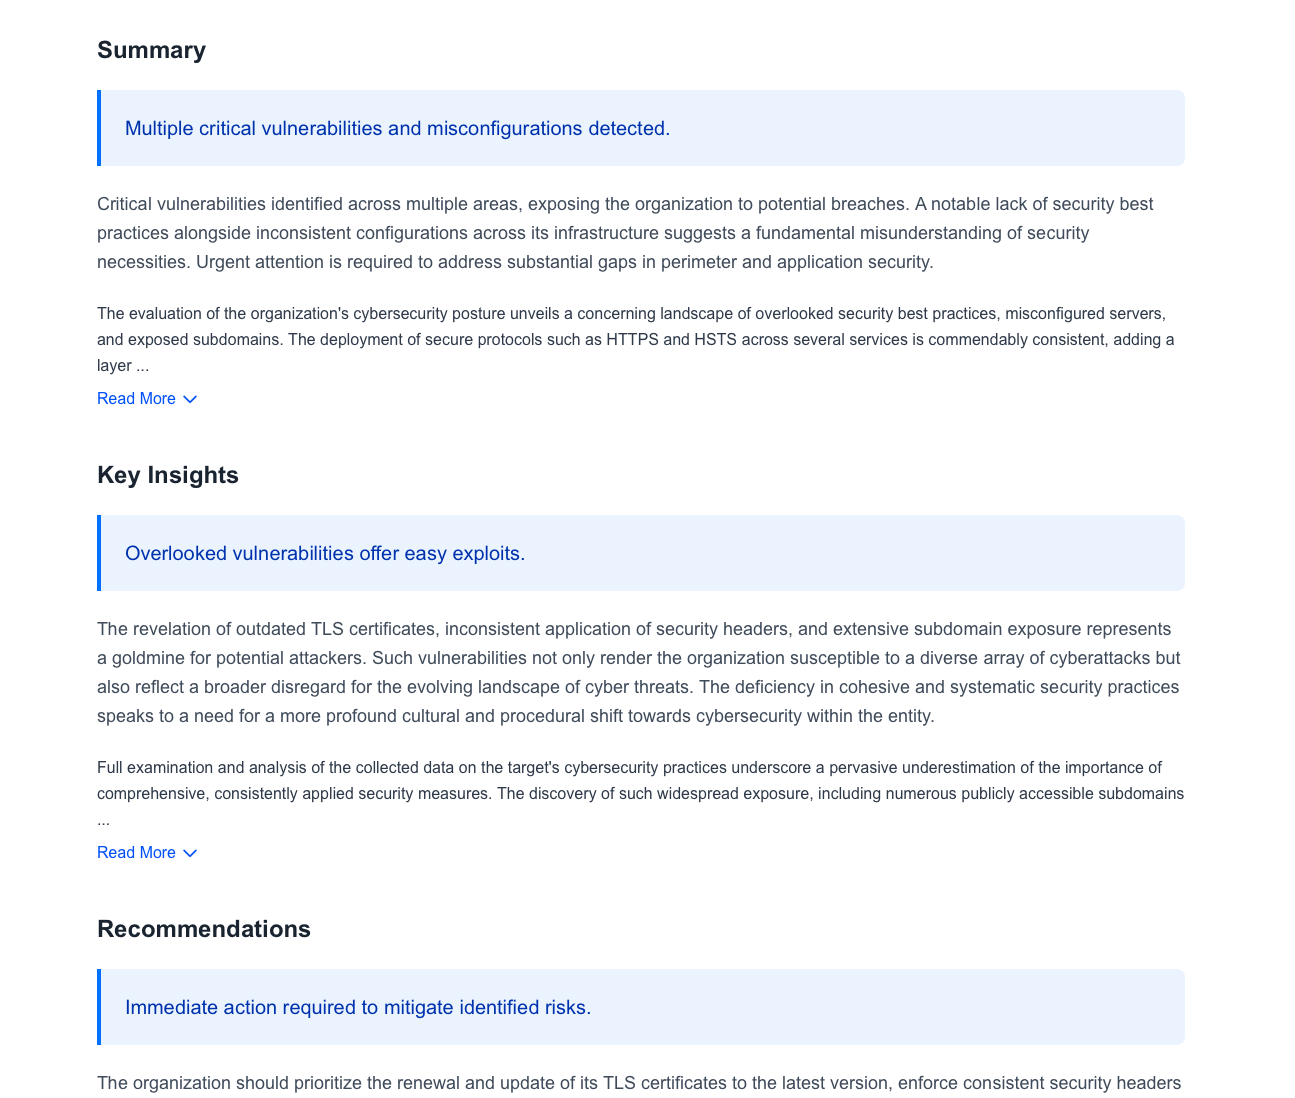 Summary
Multiple critical vulnerabilities and misconfigurations detected.
Critical vulnerabilities identified across multiple areas, exposing the organization to potential breaches. A notable lack of security best
practices alongside inconsistent configurations across its infrastructure suggests a fundamental misunderstanding of security
necessities. Urgent attention is required to address substantial gaps in perimeter and application security.
The evaluation of the organization's cybersecurity posture unveils a concerning landscape of overlooked security best practices, misconfigured servers,
and exposed subdomains. The deployment of secure protocols such as HTTPS and HSTS across several services is commendably consistent, adding a
layer ...
Read More
Key Insights
Overlooked vulnerabilities offer easy exploits.
The revelation of outdated TLS certificates, inconsistent application of security headers, and extensive subdomain exposure represents
a goldmine for potential attackers. Such vulnerabilities not only render the organization susceptible to a diverse array of cyberattacks but
also reflect a broader disregard for the evolving landscape of cyber threats. The deficiency in cohesive and systematic security practices
speaks to a need for a more profound cultural and procedural shift towards cybersecurity within the entity.
Full examination and analysis of the collected data on the target's cybersecurity practices underscore a pervasive underestimation of the importance of
comprehensive, consistently applied security measures. The discovery of such widespread exposure, including numerous publicly accessible subdomains
...
Read More
Recommendations
Immediate action required to mitigate identified risks.
The organization should prioritize the renewal and update of its TLS certificates to the latest version, enforce consistent security headers